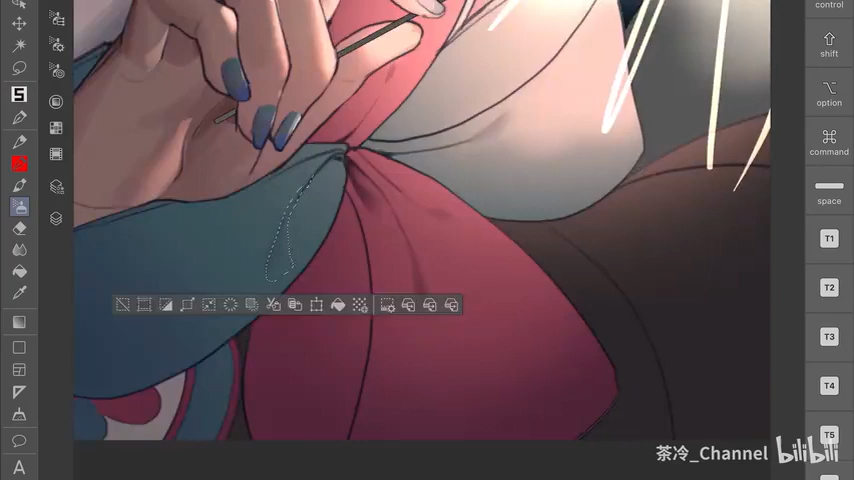 control
shift
option
command
space
T1
T2
T3
T4
T5
茶冷_Channel bilibili
A